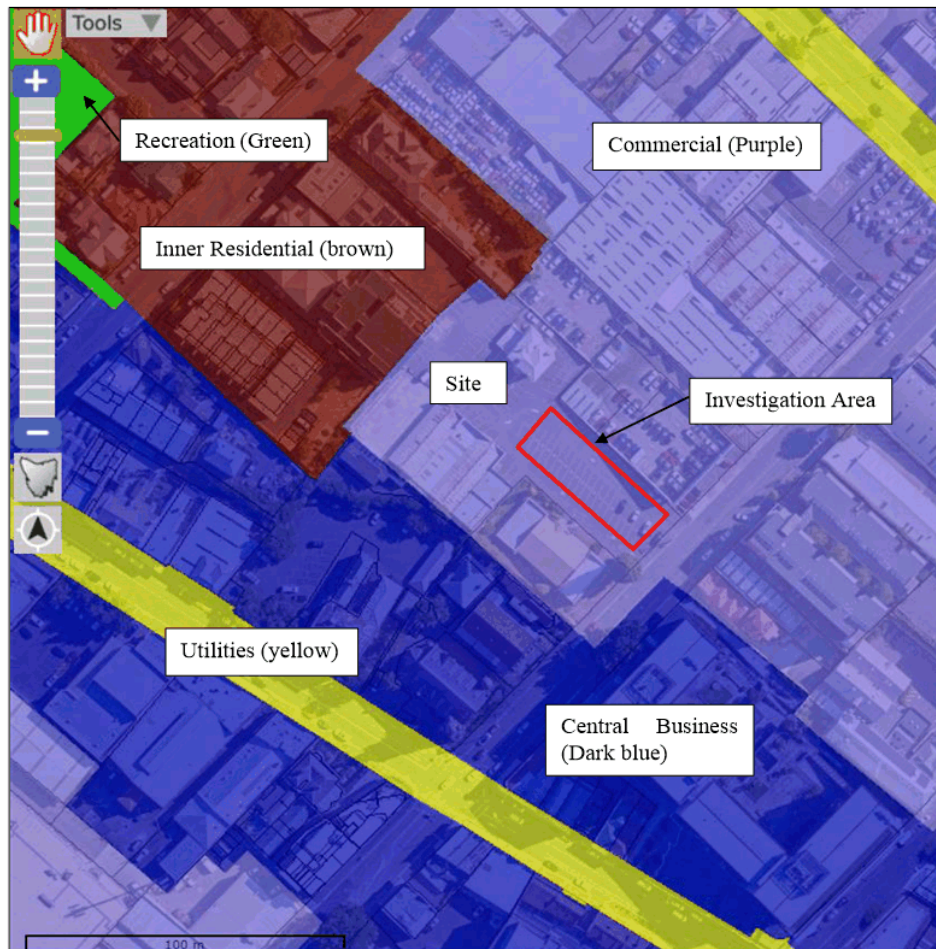 Tools
Recreation (Green)
Commercial (Purple)
Inner Residential (brown)
Site
Investigation Area
Utilities (yellow)
Central Business
(Dark blue)
100 m